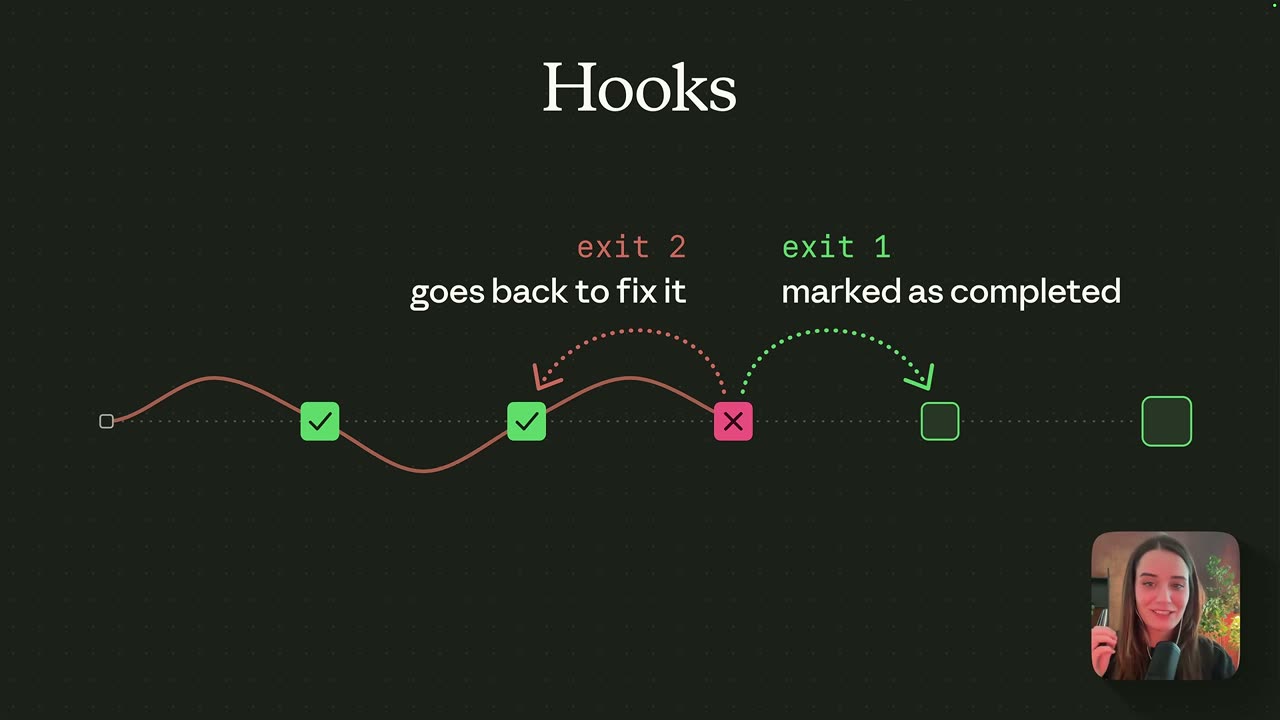 Hooks
exit 2
goes back to fix it
exit 1
marked as completed